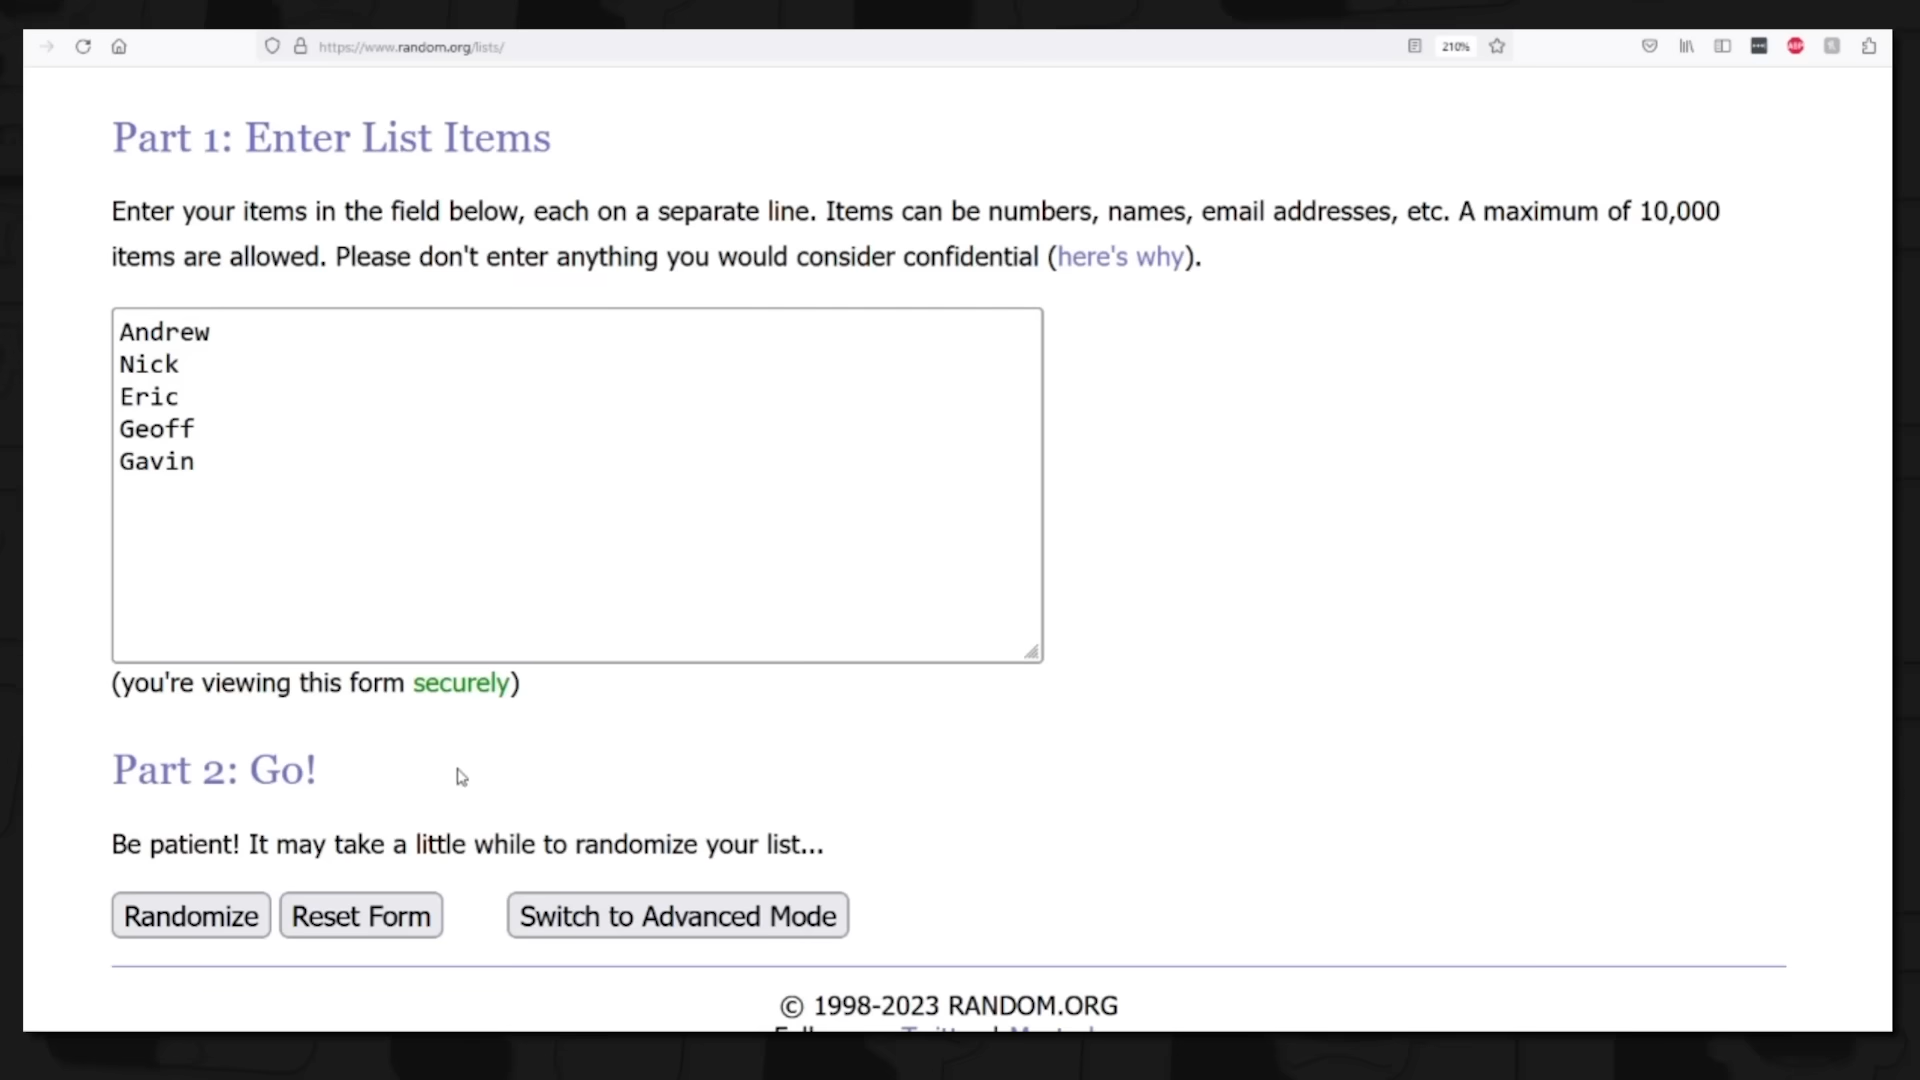 https://www.random.org/lists/
210%
ABP
Part 1: Enter List Items
Enter your items in the field below, each on a separate line. Items can be numbers, names, email addresses, etc. A maximum of 10,000
items are allowed. Please don't enter anything you would consider confidential (here's why).
Andrew
Nick
Eric
Geoff
Gavin
(you're viewing this form securely)
Part 2: Go!
Be patient! It may take a little while to randomize your list...
Randomize Reset Form Switch to Advanced Mode
© 1998-2023 RANDOM.ORG